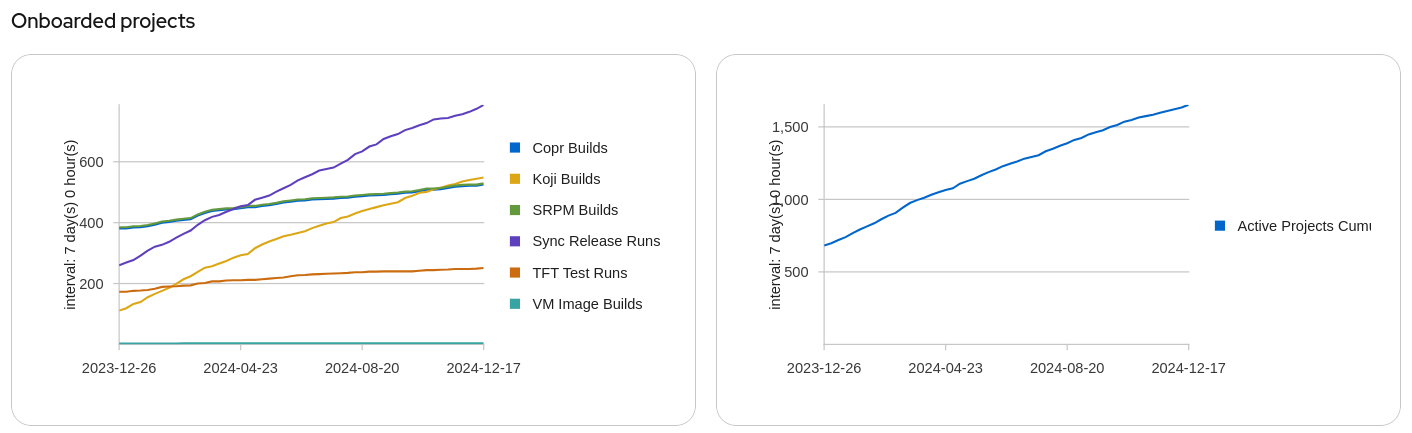 Onboarded projects
interval: 7 day(s) 0 hour(s)
600
400
200
2023-12-26
2024-04-23
2024-08-20
2024-12-17
Copr Builds
Koji Builds
SRPM Builds
Sync Release Runs
TFT Test Runs
VM Image Builds
interval: 7 day(s) 0 hour(s)
1,500
1,000
500
2023-12-26
2024-04-23
2024-08-20
2024-12-17
Active Projects Cumu